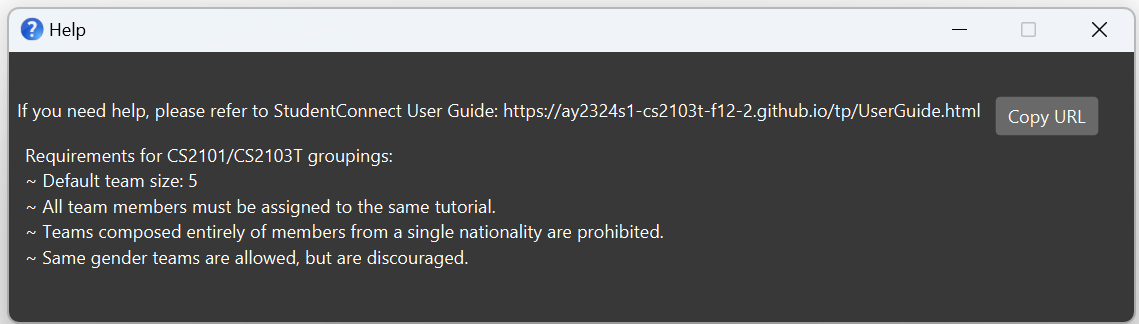 Help
If you need help, please refer to StudentConnect User Guide: https://ay2324s1-cs2103t-f12-2.github.io/tp/UserGuide.html
Copy URL
Requirements for CS2101/CS2103T groupings:
~ Default team size: 5
~ All team members must be assigned to the same tutorial.
~ Teams composed entirely of members from a single nationality are prohibited.
~ Same gender teams are allowed, but are discouraged.